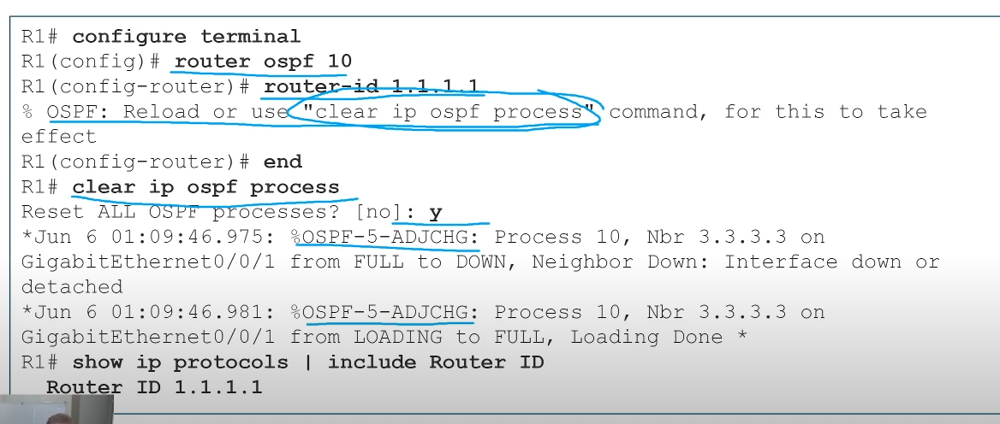 R1# configure terminal
R1(config)# router ospf 10
R1(config-router)# router-id 1.1.1.1
% OSPF: Reload or use "clear ip ospf process" command, for this to take
effect
R1(config-router)# end
R1# clear ip ospf process
Reset ALL OSPF processes? [no]: y
*Jun 6 01:09:46.975: %OSPF-5-ADJCHG: Process 10, Nbr 3.3.3.3 on
GigabitEthernet0/0/1 from FULL to DOWN, Neighbor Down: Interface down or
detached
*Jun 6 01:09:46.981: %OSPF-5-ADJCHG: Process 10, Nbr 3.3.3.3 on
GigabitEthernet0/0/1 from LOADING to FULL, Loading Done *
R1# show ip protocols | include Router ID
Router ID 1.1.1.1